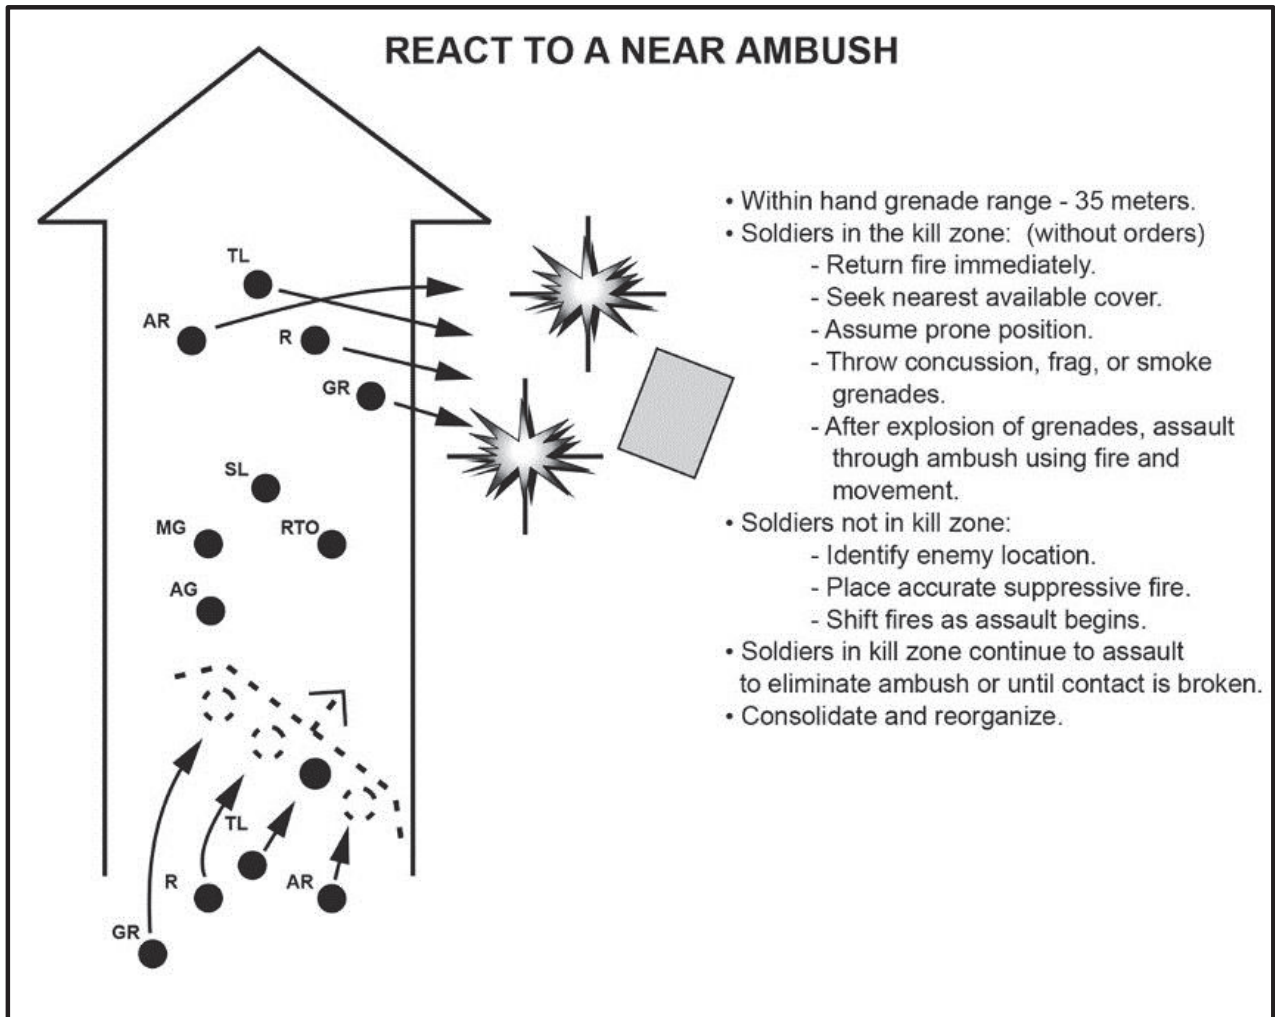 REACT TO A NEAR AMBUSH
• Within hand grenade range - 35 meters.
• Soldiers in the kill zone: (without orders)
- Return fire immediately.
- Seek nearest available cover.
- Assume prone position.
- Throw concussion, frag, or smoke
grenades.
- After explosion of grenades, assault
through ambush using fire and
movement.
• Soldiers not in kill zone:
- Identify enemy location.
- Place accurate suppressive fire.
- Shift fires as assault begins.
• Soldiers in kill zone continue to assault
to eliminate ambush or until contact is broken.
• Consolidate and reorganize.
TL
AR
R
GR
SL
MG
RTO
AG
TL
R
AR
GR